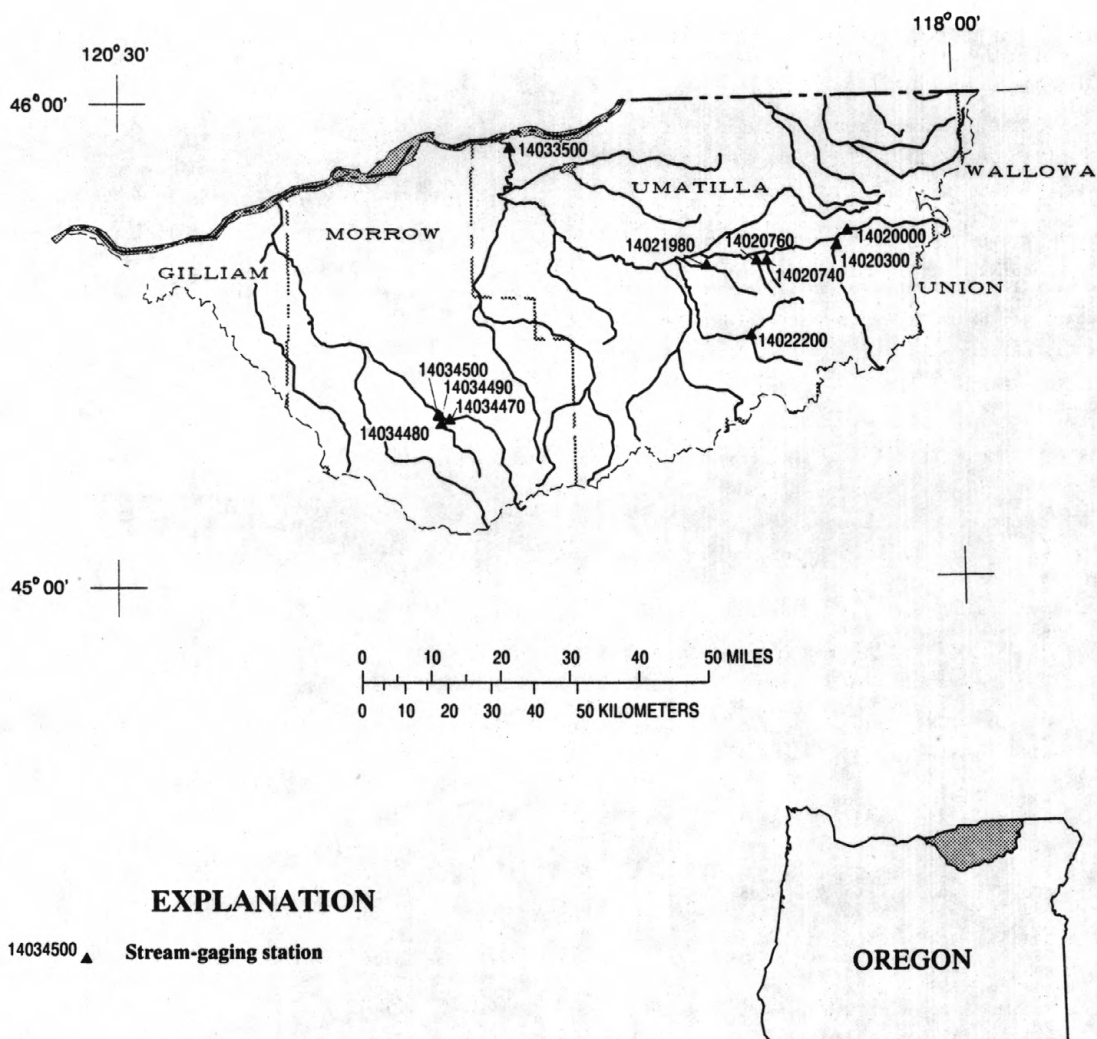 118° 00'
120° 30'
46° 00'
14033500
WALLOWA
UMATILLA
MORROW
14021980
14020760
14020000
GILLIAM
14020300
14020740
UNION
14022200
14034500
14034490
14034470
14034480
45° 00'
0 10 20 30 40 50 MILES
0 10 20 30 40 50 KILOMETERS
EXPLANATION
14034500 Stream-gaging station
OREGON